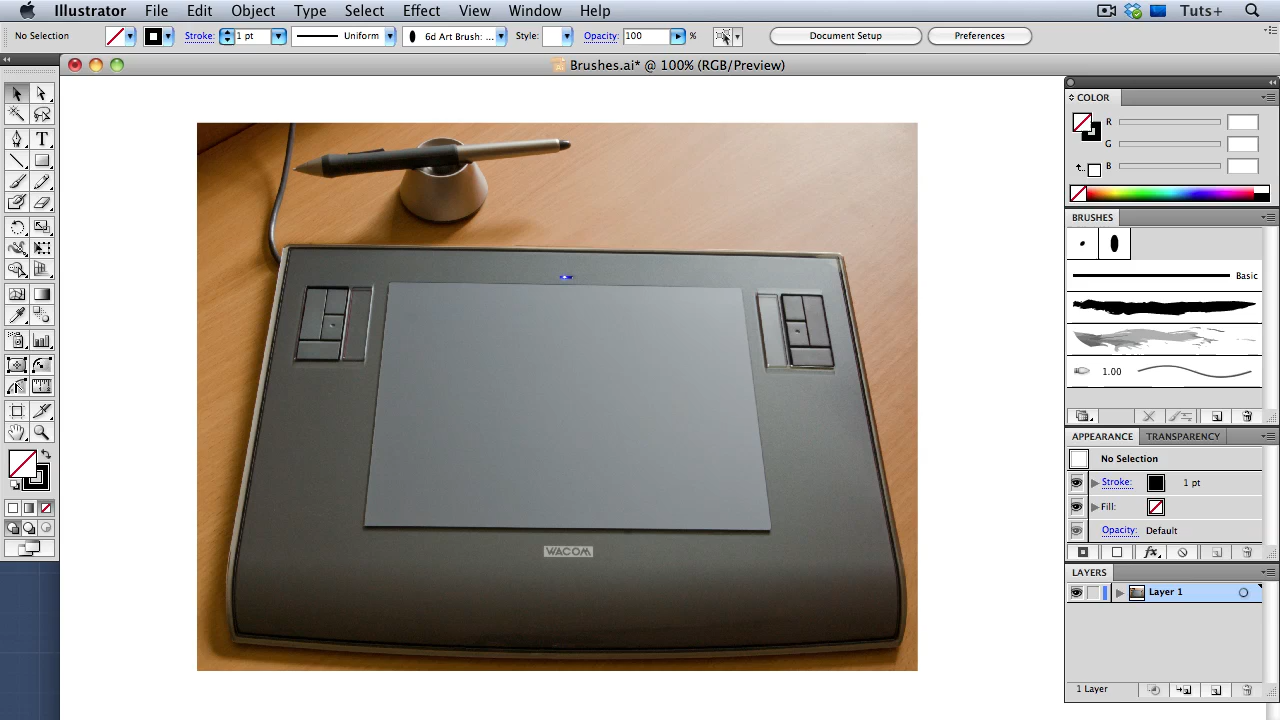 Illustrator File Edit Object Type Select Effect View Window Help Tuts+
No Selection Stroke: 1 pt Uniform 6d Art Brush: ... Style: Opacity: 100 % Document Setup Preferences
Brushes.ai* @ 100% (RGB/Preview)
COLOR
R
G
B
BRUSHES
Basic
1.00
APPEARANCE TRANSPARENCY
No Selection
Stroke: 1 pt
Fill:
Opacity: Default
fx
LAYERS
Layer 1
1 Layer
T
WACOM